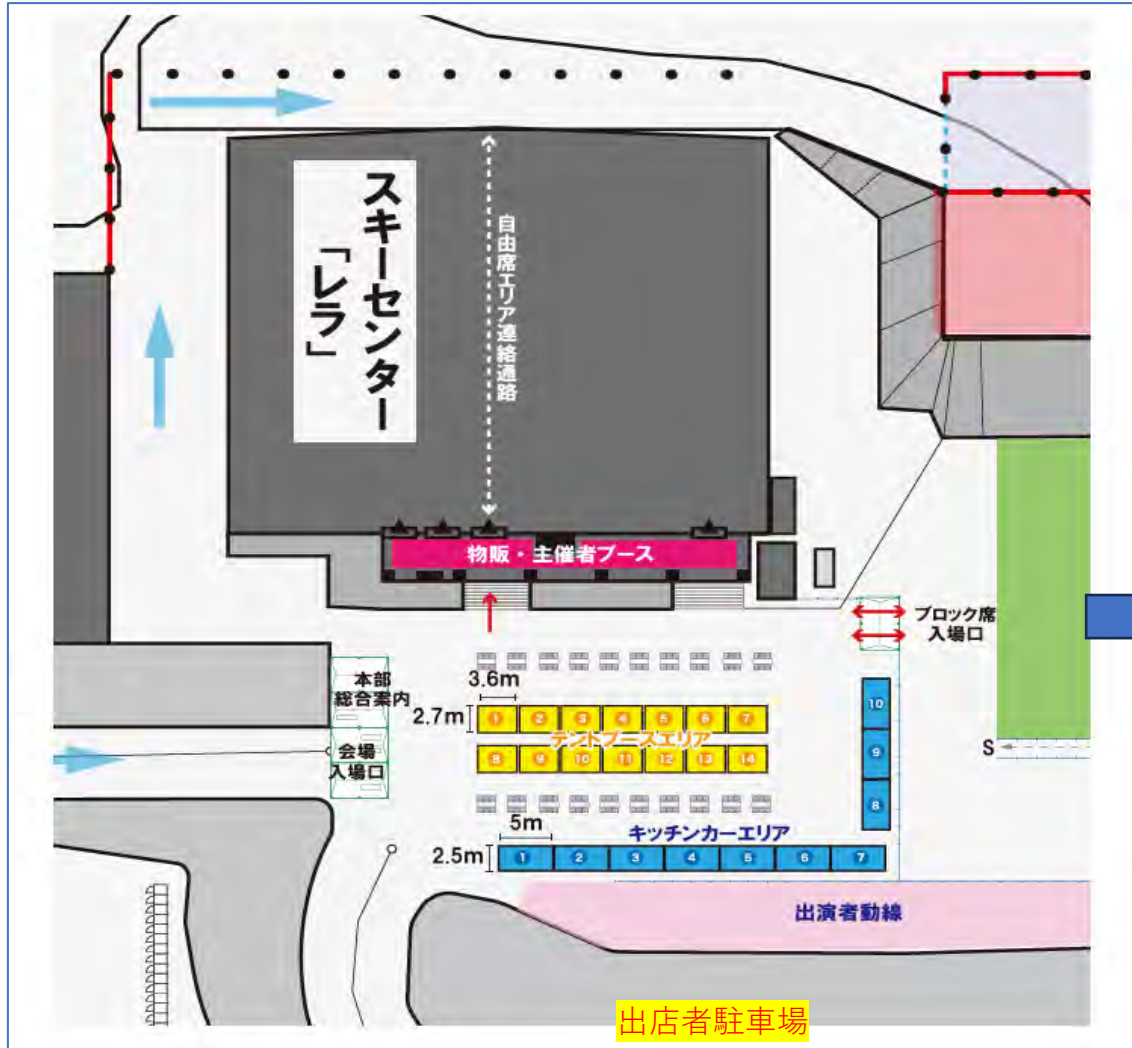 スキーセンター
「レラ」
自由席エリア連絡通路
物販・主催者ブース
ブロック席
入場口
本部
総合案内
会場
入場口
3.6m
2.7m
1 2 3 4 5 6 7
テントブースエリア
8 9 10 11 12 13 14
10
9
8
S
キッチンカーエリア
5m
2.5m
1 2 3 4 5 6 7
出演者動線
出店者駐車場